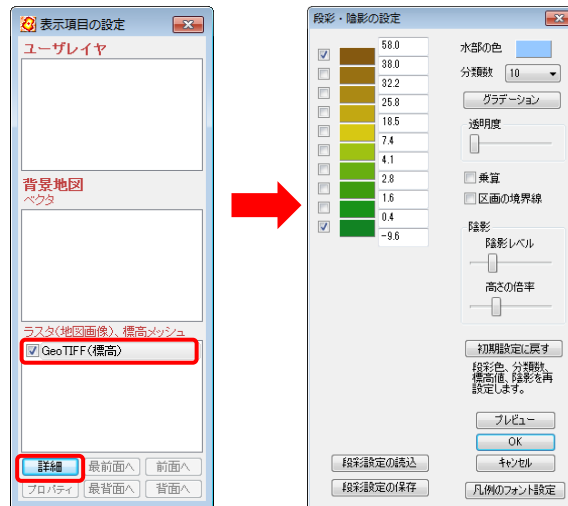 表示項目の設定
ユーザレイヤ
背景地図
ベクタ
ラスタ(地図画像)、標高メッシュ
GeoTIFF(標高)
詳細 最前面へ 前面へ
プロパティ 最背面へ 背面へ
段彩・陰影の設定
58.0
38.0
32.2
25.8
18.5
7.4
4.1
2.8
1.6
0.4
-9.6
水部の色
分類数 10
グラデーション
透明度
乗算
区画の境界線
陰影
陰影レベル
高さの倍率
初期設定に戻す
段彩色、分類数、
標高値、陰影を再
設定します。
プレビュー
OK
キャンセル
段彩設定の読込
段彩設定の保存
凡例のフォント設定